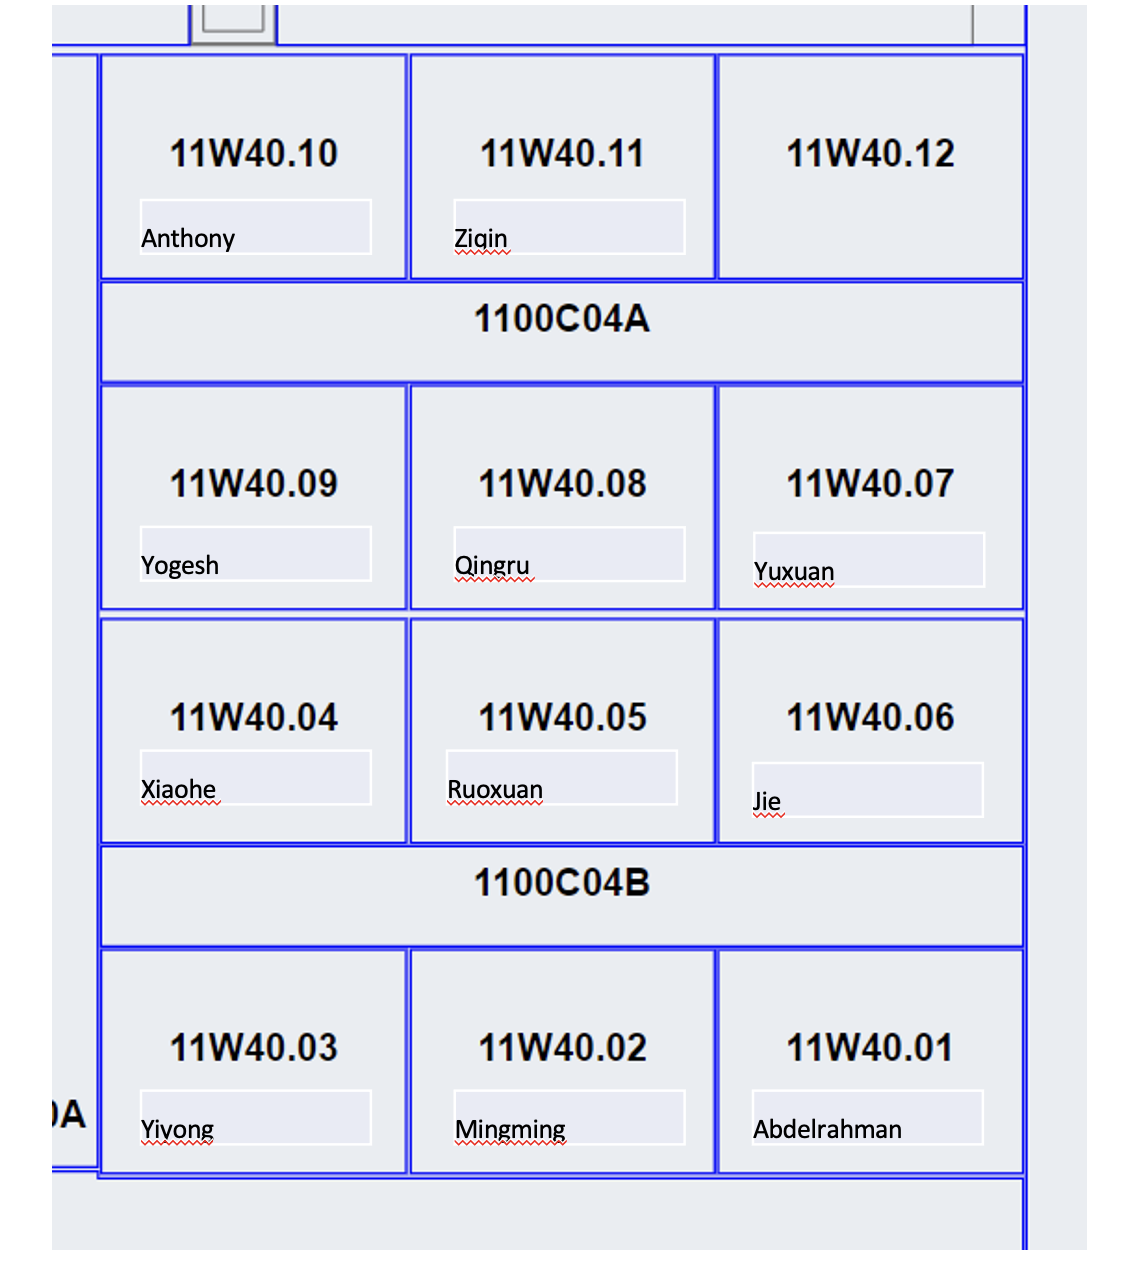 11W40.10 11W40.11 11W40.12
Anthony Ziqin
1100C04A
11W40.09 11W40.08 11W40.07
Yogesh Qingru Yuxuan
11W40.04 11W40.05 11W40.06
Xiaohe Ruoxuan Jie
1100C04B
11W40.03 11W40.02 11W40.01
Yiyong Mingming Abdelrahman